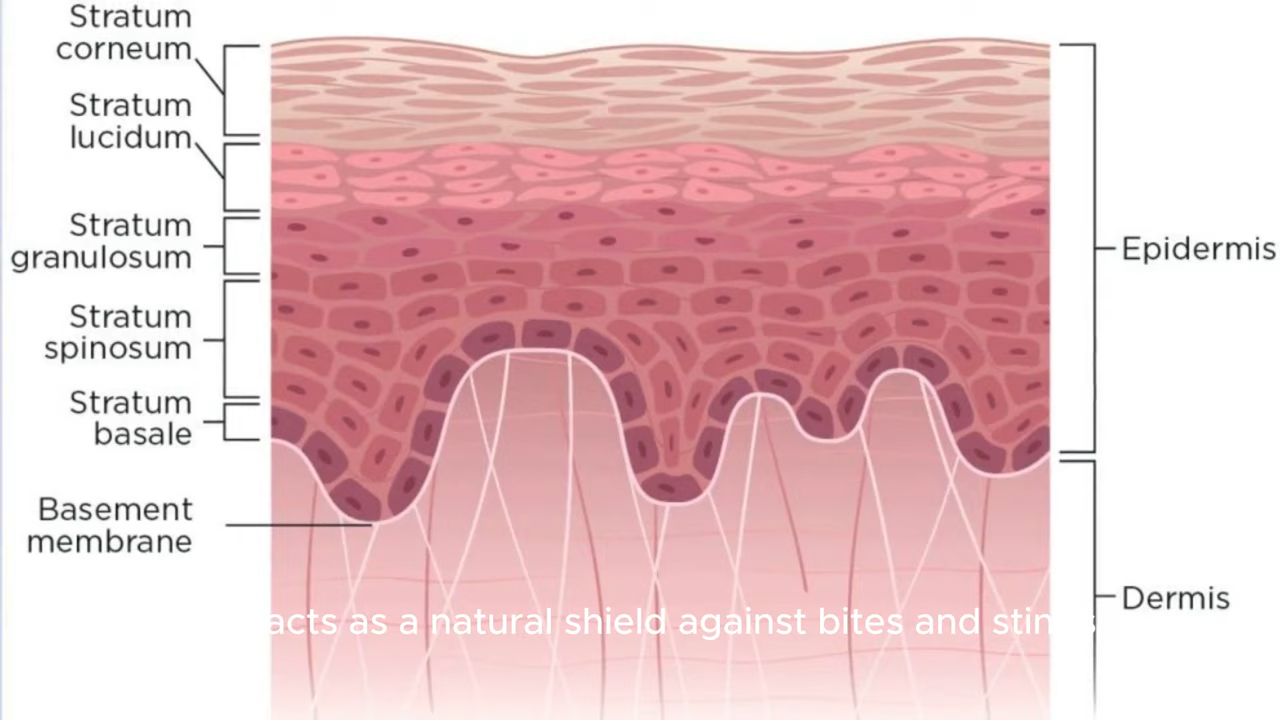 Stratum
corneum
Stratum
lucidum
Stratum
granulosum
Stratum
spinosum
Stratum
basale
Basement
membrane
Epidermis
Dermis
acts as a natural shield against bites and